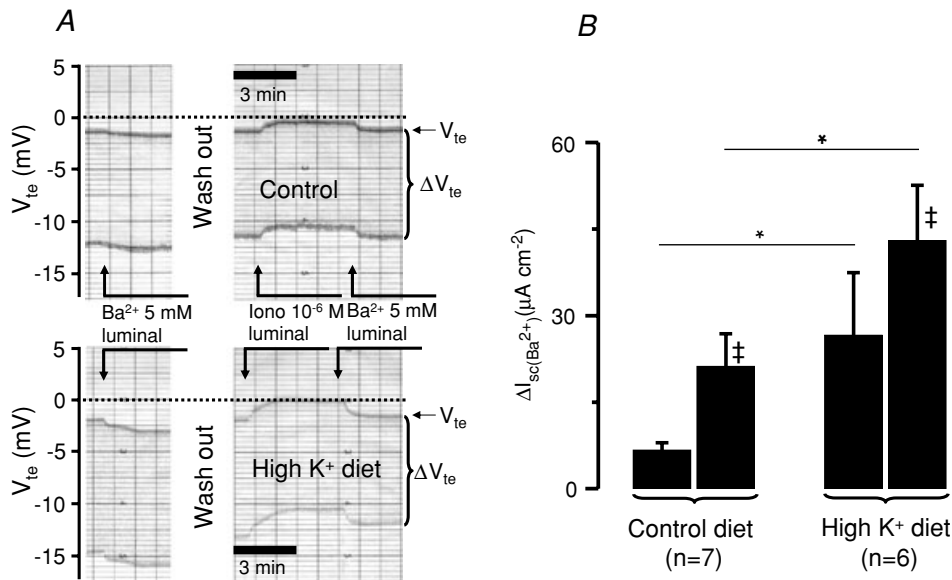 A
B
5
0
-5
-10
-15
V_te (mV)
Wash out
3 min
Control
V_te
ΔV_te
Ba²⁺ 5 mM
luminal
Iono 10⁻⁶ M
luminal
Ba²⁺ 5 mM
luminal
5
0
-5
-10
-15
V_te (mV)
Wash out
High K⁺ diet
V_te
ΔV_te
3 min
60
30
0
ΔI_sc(Ba²⁺)(µA cm⁻²)
*
*
‡
‡
Control diet
(n=7)
High K⁺ diet
(n=6)